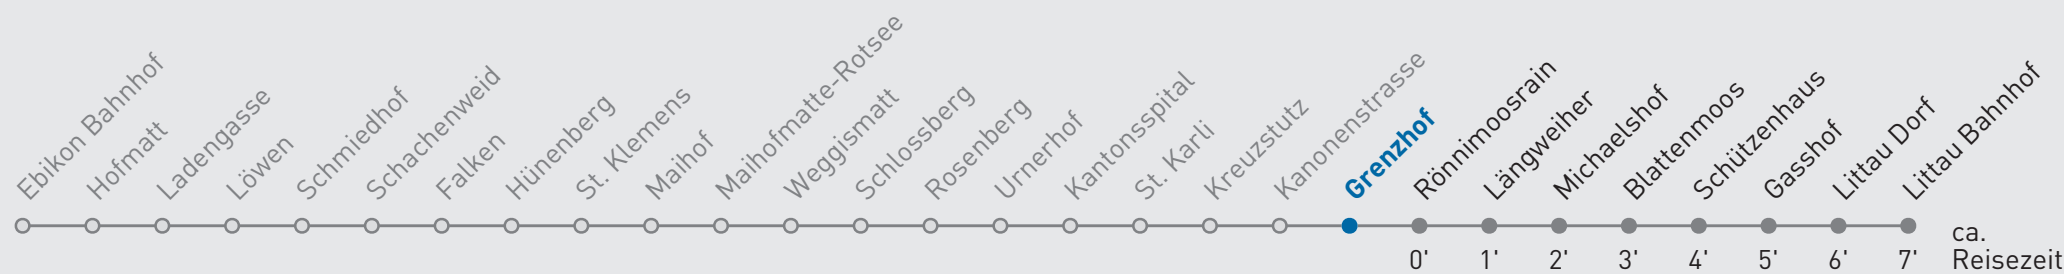 Ebikon Bahnhof
Hofmatt
Ladengasse
Löwen
Schmiedhof
Schachenweid
Falken
Hünenberg
St. Klemens
Maihof
Maihofmatte-Rotsee
Weggismatt
Schlossberg
Rosenberg
Urnerhof
Kantonsspital
St. Karli
Kreuzstutz
Kanonenstrasse
Grenzhof
Rönnimoosrain
Längweiher
Michaelshof
Blattenmoos
Schützenhaus
Gasshof
Littau Dorf
Littau Bahnhof
ca.
0' 1' 2' 3' 4' 5' 6' 7' Reisezeit